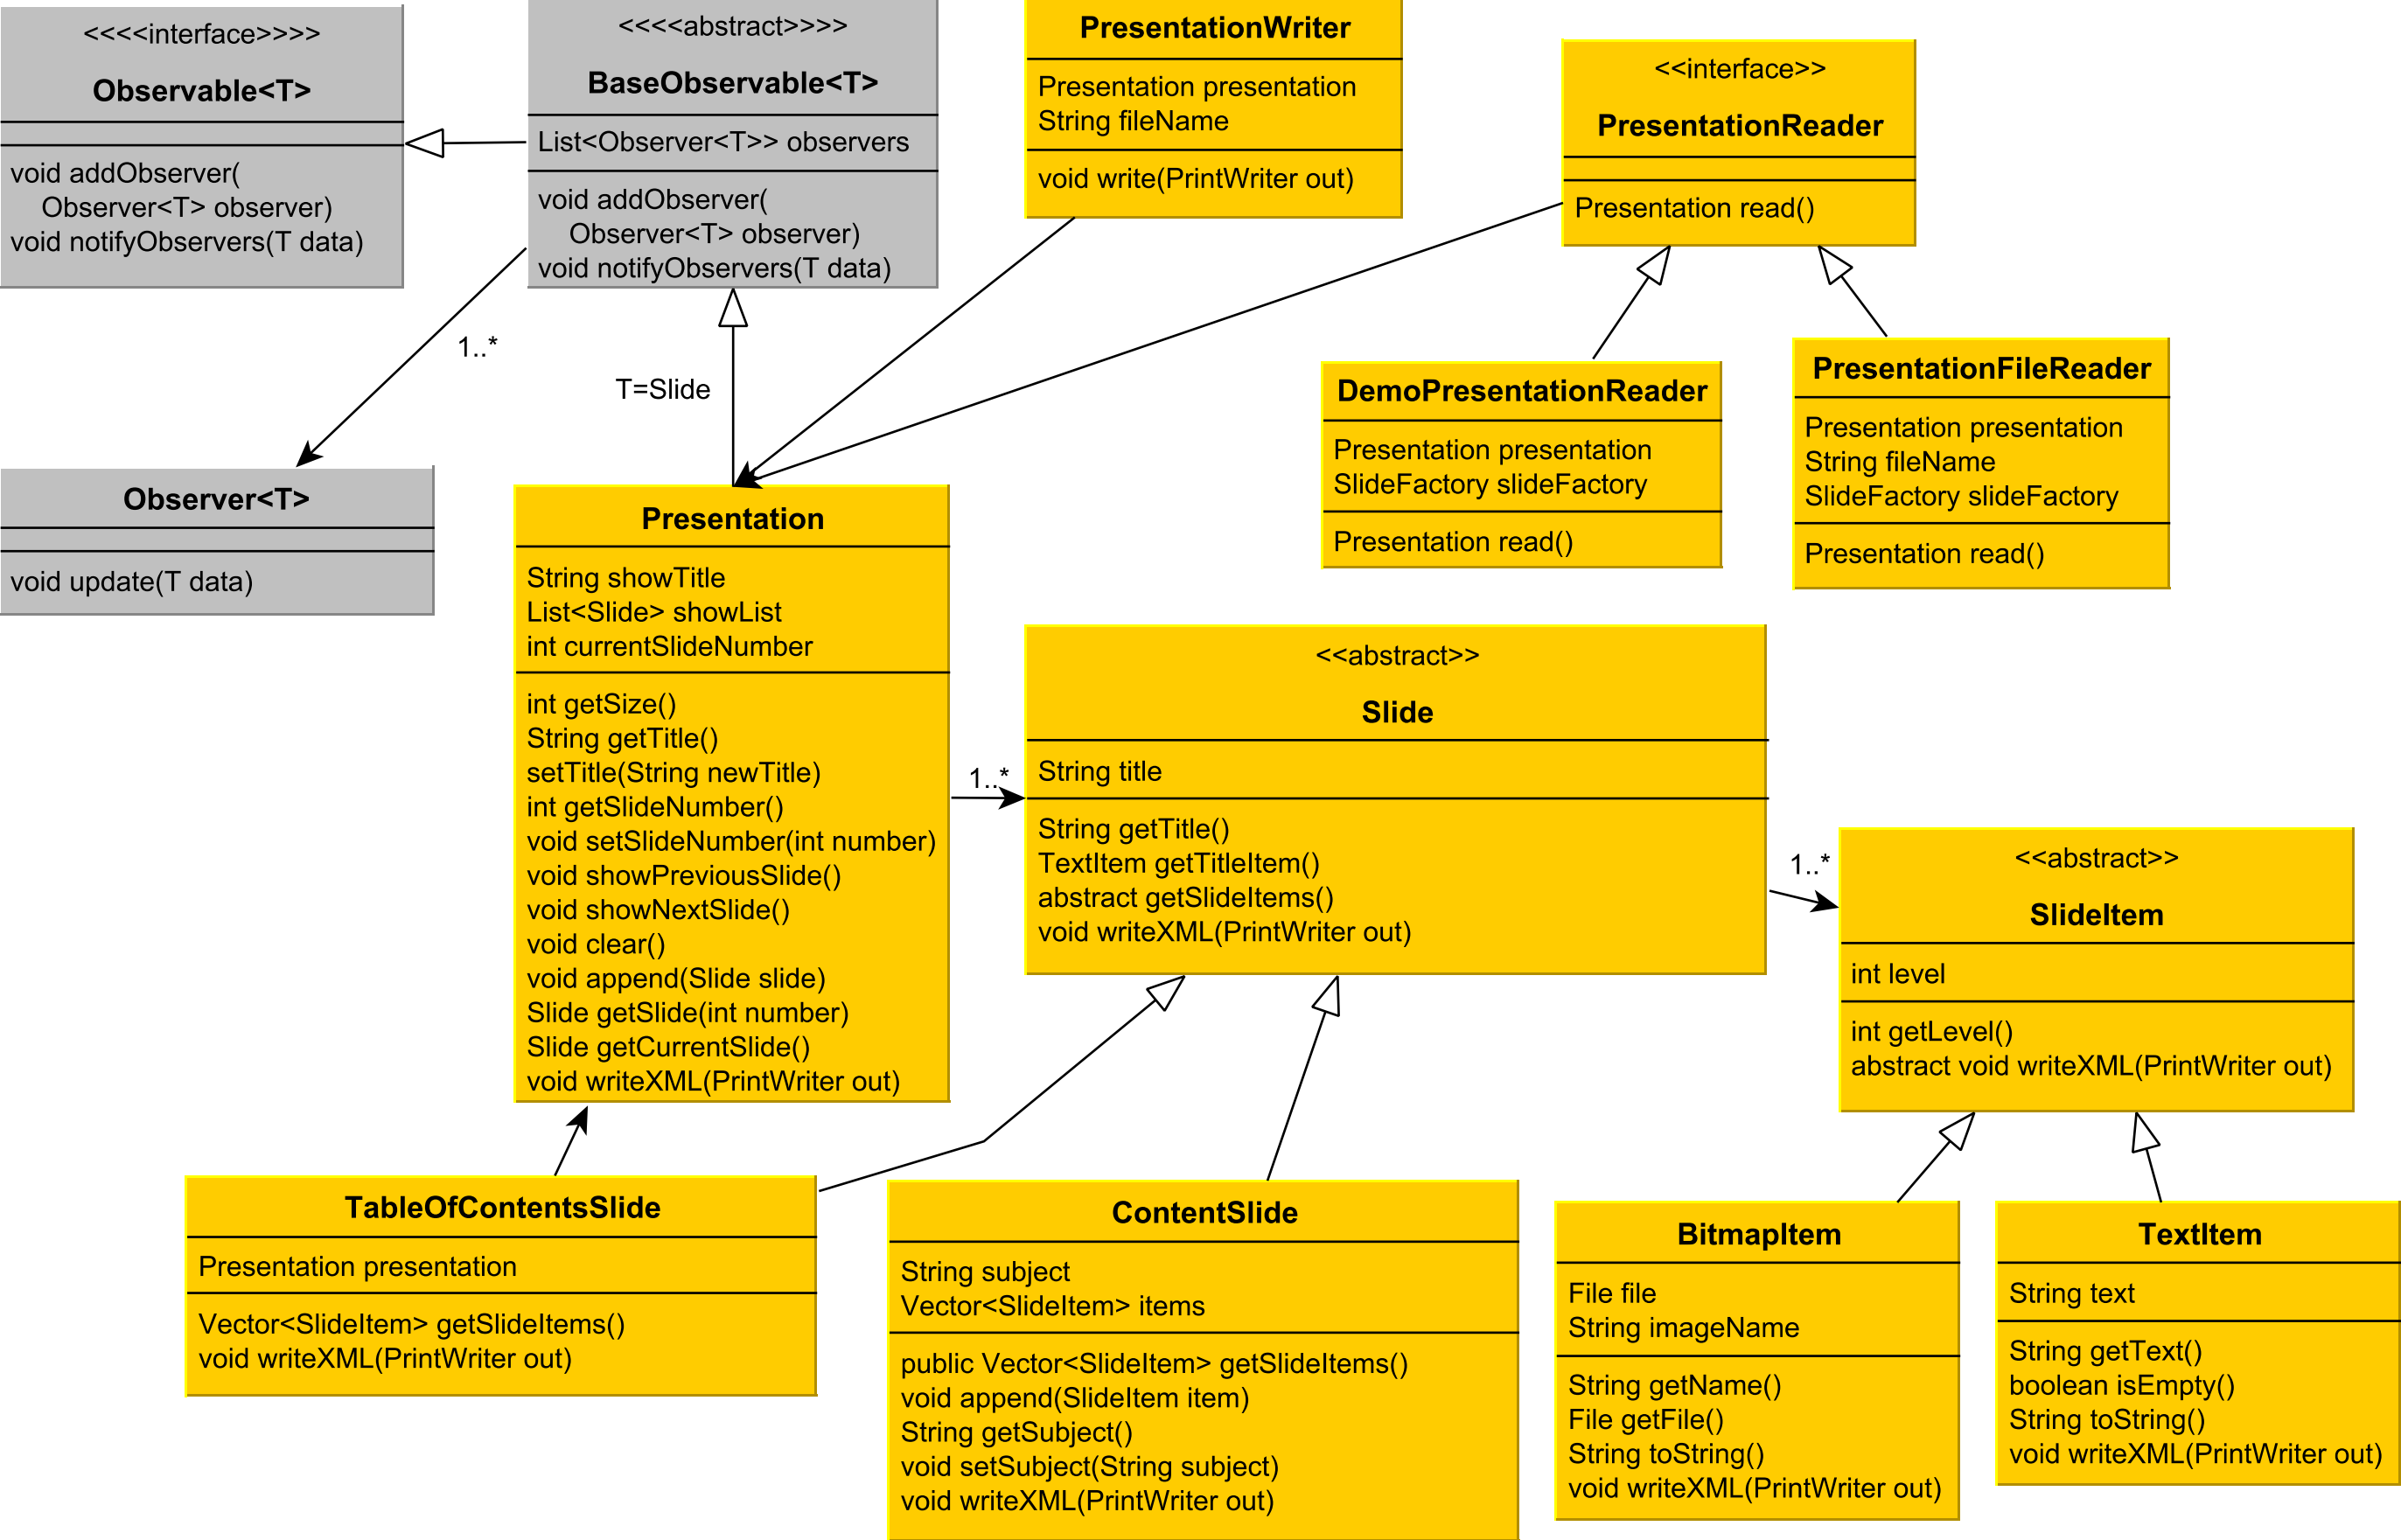 <<<<interface>>>>
Observable<T>
void addObserver(
Observer<T> observer)
void notifyObservers(T data)
<<<<abstract>>>>
BaseObservable<T>
List<Observer<T>> observers
void addObserver(
Observer<T> observer)
void notifyObservers(T data)
PresentationWriter
Presentation presentation
String fileName
void write(PrintWriter out)
<<interface>>
PresentationReader
Presentation read()
1..*
T=Slide
DemoPresentationReader
Presentation presentation
SlideFactory slideFactory
Presentation read()
PresentationFileReader
Presentation presentation
String fileName
SlideFactory slideFactory
Presentation read()
Observer<T>
void update(T data)
Presentation
String showTitle
List<Slide> showList
int currentSlideNumber
int getSize()
String getTitle()
setTitle(String newTitle)
int getSlideNumber()
void setSlideNumber(int number)
void showPreviousSlide()
void showNextSlide()
void clear()
void append(Slide slide)
Slide getSlide(int number)
Slide getCurrentSlide()
void writeXML(PrintWriter out)
1..*
<<abstract>>
Slide
String title
String getTitle()
TextItem getTitleItem()
abstract getSlideItems()
void writeXML(PrintWriter out)
1..*
<<abstract>>
SlideItem
int level
int getLevel()
abstract void writeXML(PrintWriter out)
TableOfContentsSlide
Presentation presentation
Vector<SlideItem> getSlideItems()
void writeXML(PrintWriter out)
ContentSlide
String subject
Vector<SlideItem> items
public Vector<SlideItem> getSlideItems()
void append(SlideItem item)
String getSubject()
void setSubject(String subject)
void writeXML(PrintWriter out)
BitmapItem
File file
String imageName
String getName()
File getFile()
String toString()
void writeXML(PrintWriter out)
TextItem
String text
String getText()
boolean isEmpty()
String toString()
void writeXML(PrintWriter out)